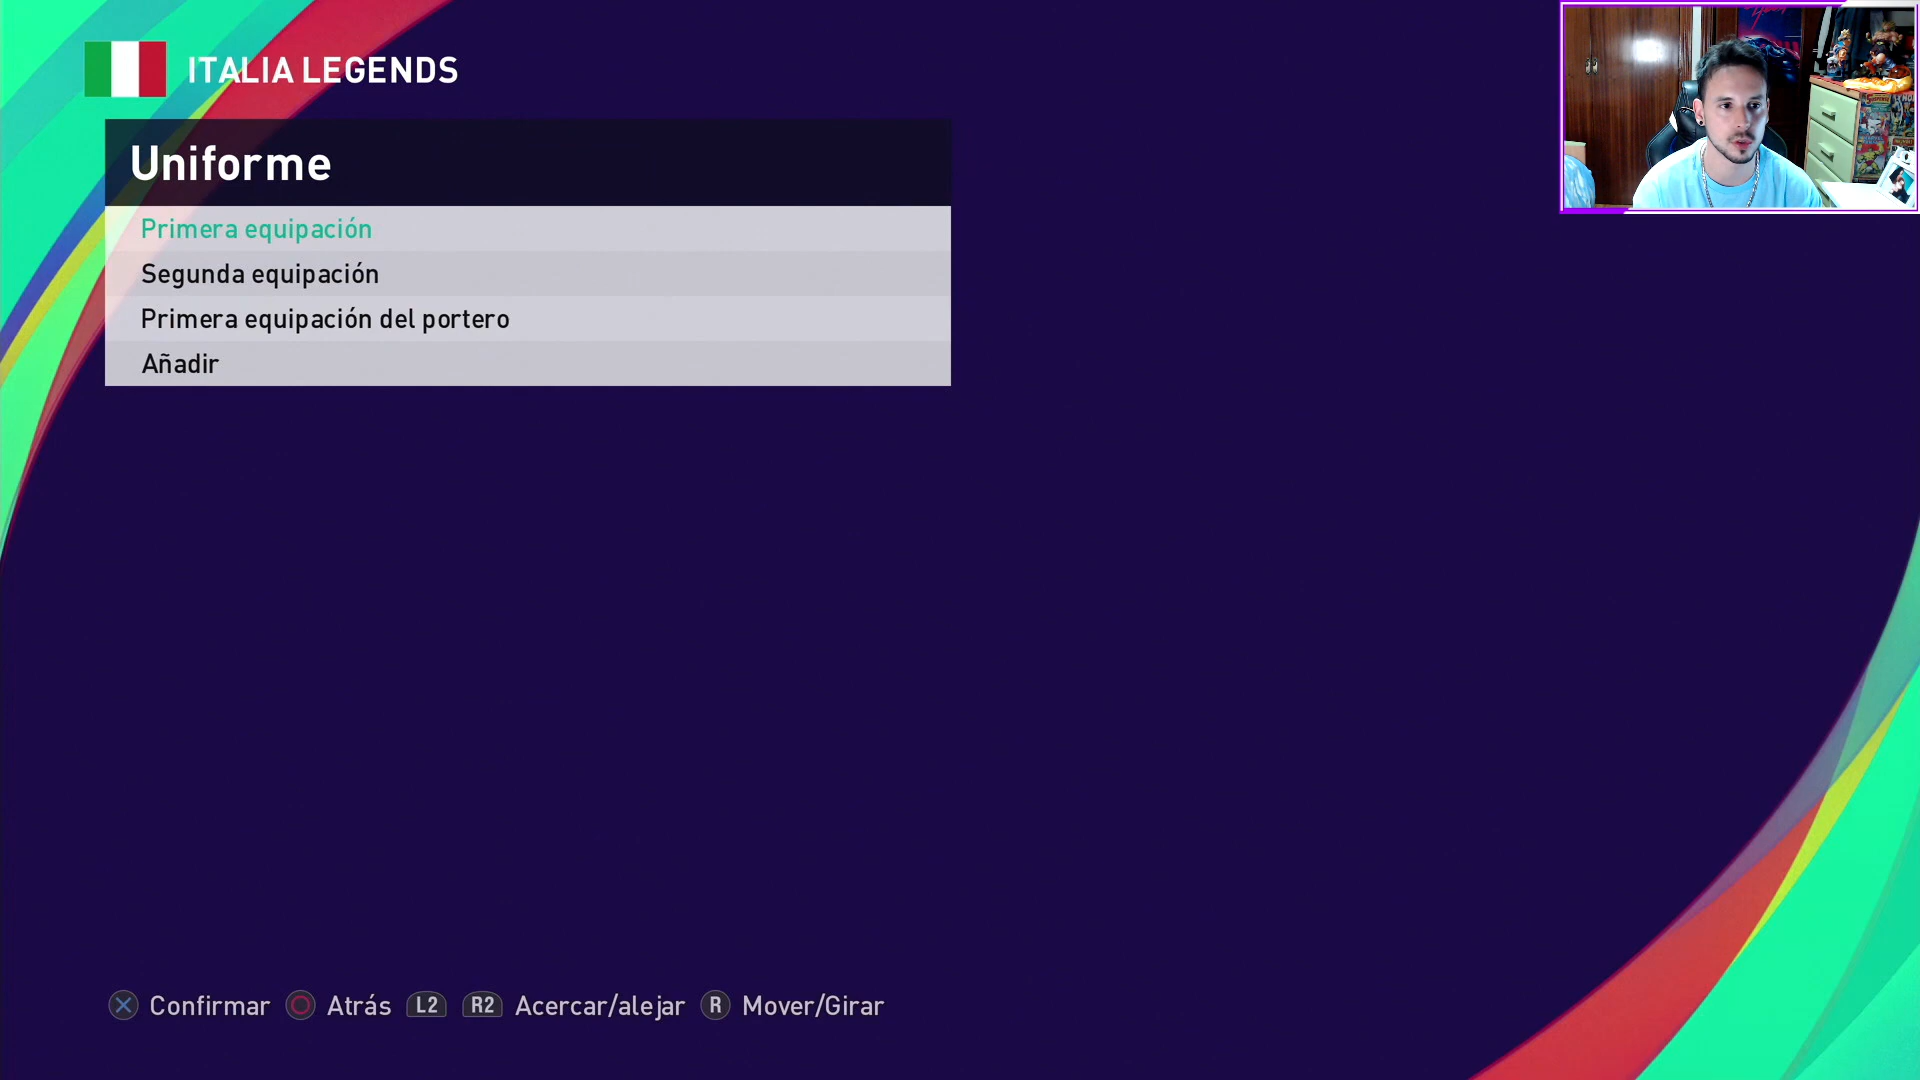 ITALIA LEGENDS
Uniforme
Primera equipación
Segunda equipación
Primera equipación del portero
Añadir
Confirmar Atrás L2 R2 Acercar/alejar R Mover/Girar